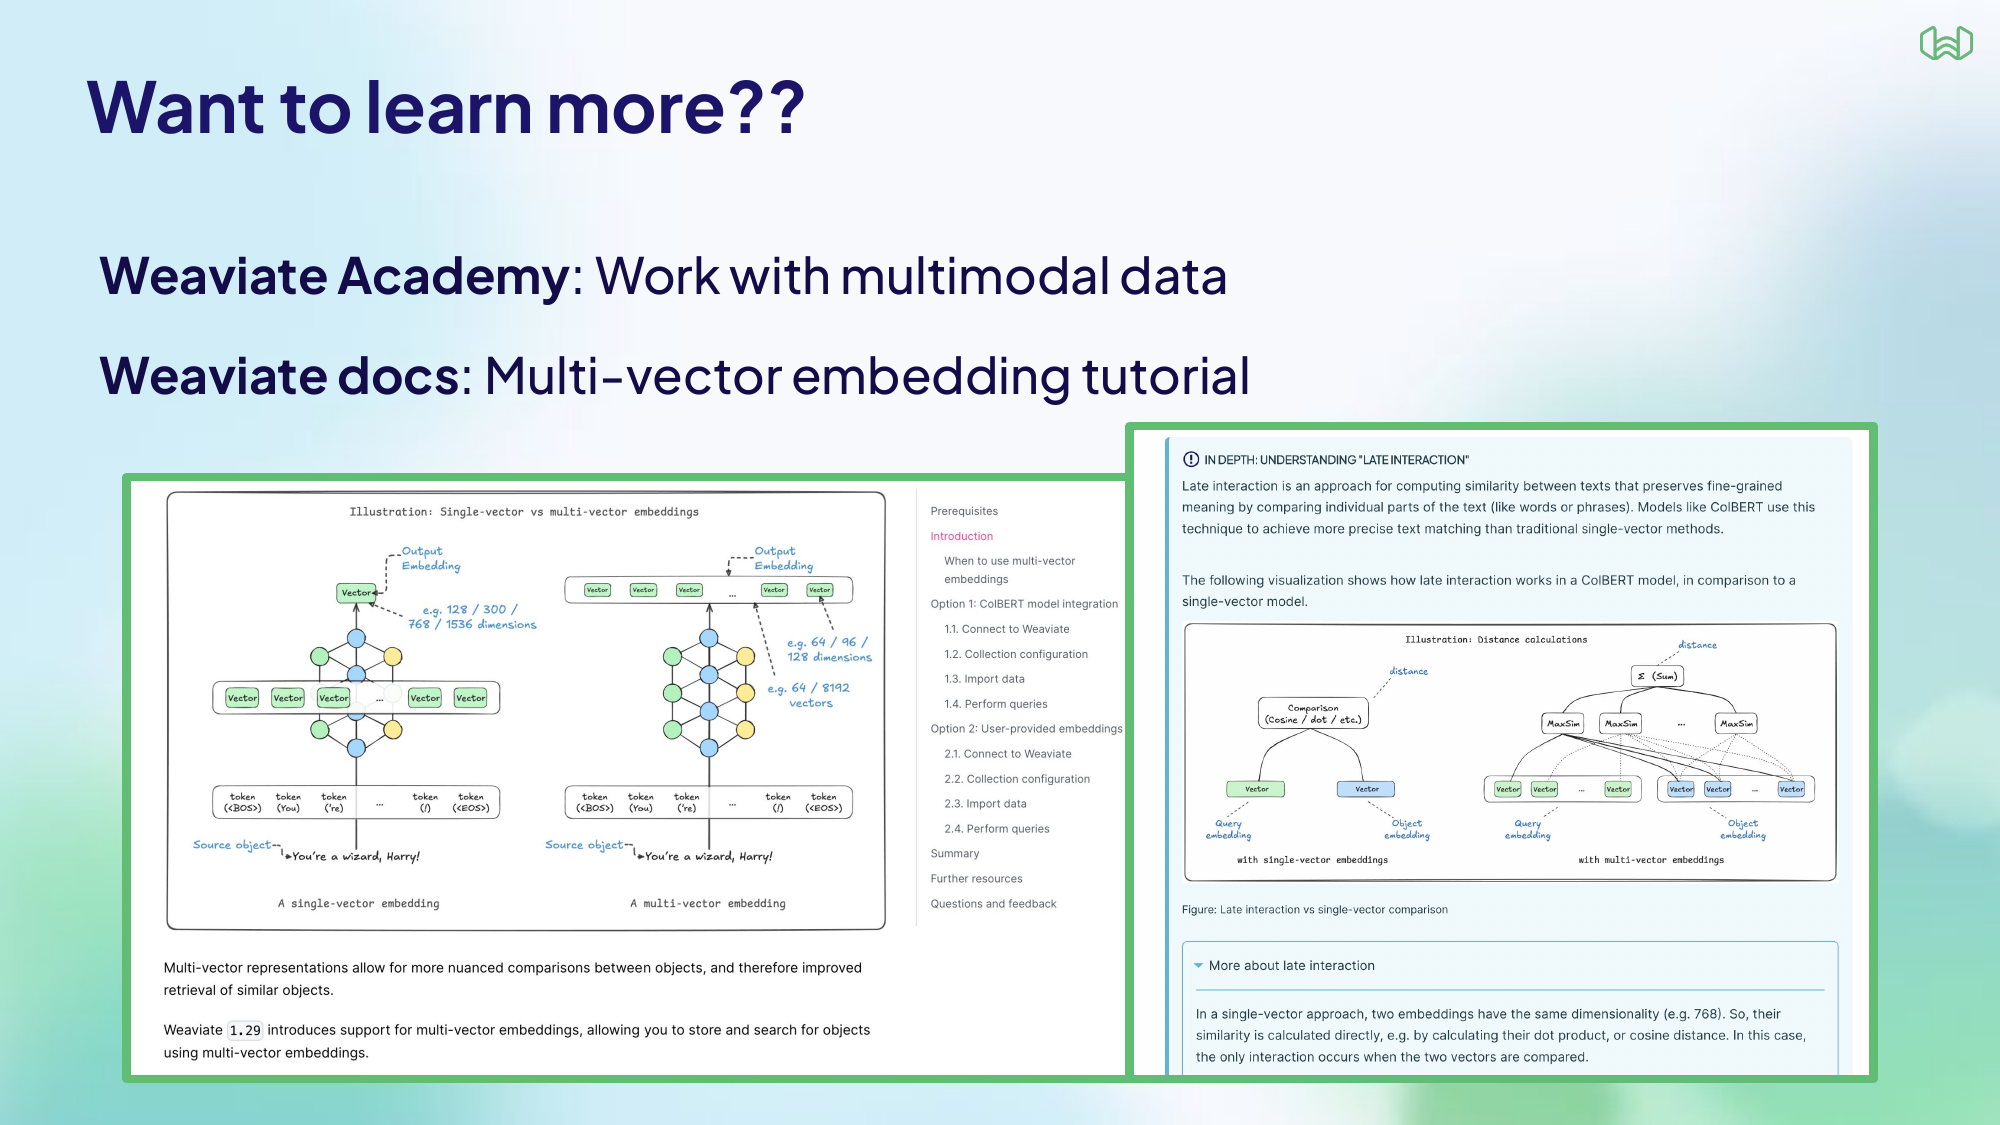 Want to learn more??
Weaviate Academy: Work with multimodal data
Weaviate docs: Multi-vector embedding tutorial
Illustration: Single-vector vs multi-vector embeddings
Output
Embedding
Vector
e.g. 128 / 300 /
768 / 1536 dimensions
Vector Vector Vector ... Vector Vector
token (<BOS>) token (You) token ('re) ... token (!) token (<EOS>)
Source object
You're a wizard, Harry!
A single-vector embedding
Output
Embedding
Vector Vector Vector ... Vector Vector
e.g. 64 / 96 /
128 dimensions
e.g. 64 / 8192
vectors
token (<BOS>) token (You) token ('re) ... token (!) token (<EOS>)
Source object
You're a wizard, Harry!
A multi-vector embedding
Multi-vector representations allow for more nuanced comparisons between objects, and therefore improved
retrieval of similar objects.
Weaviate 1.29 introduces support for multi-vector embeddings, allowing you to store and search for objects
using multi-vector embeddings.
Prerequisites
Introduction
When to use multi-vector
embeddings
Option 1: ColBERT model integration
1.1. Connect to Weaviate
1.2. Collection configuration
1.3. Import data
1.4. Perform queries
Option 2: User-provided embeddings
2.1. Connect to Weaviate
2.2. Collection configuration
2.3. Import data
2.4. Perform queries
Summary
Further resources
Questions and feedback
IN DEPTH: UNDERSTANDING "LATE INTERACTION"
Late interaction is an approach for computing similarity between texts that preserves fine-grained
meaning by comparing individual parts of the text (like words or phrases). Models like ColBERT use this
technique to achieve more precise text matching than traditional single-vector methods.
The following visualization shows how late interaction works in a ColBERT model, in comparison to a
single-vector model.
Illustration: Distance calculations
distance
Comparison
(Cosine / dot / etc.)
Vector Vector
Query
embedding
Object
embedding
with single-vector embeddings
distance
Σ (Sum)
MaxSim MaxSim ... MaxSim
Vector Vector ... Vector Vector Vector ... Vector
Query
embedding
Object
embedding
with multi-vector embeddings
Figure: Late interaction vs single-vector comparison
More about late interaction
In a single-vector approach, two embeddings have the same dimensionality (e.g. 768). So, their
similarity is calculated directly, e.g. by calculating their dot product, or cosine distance. In this case,
the only interaction occurs when the two vectors are compared.